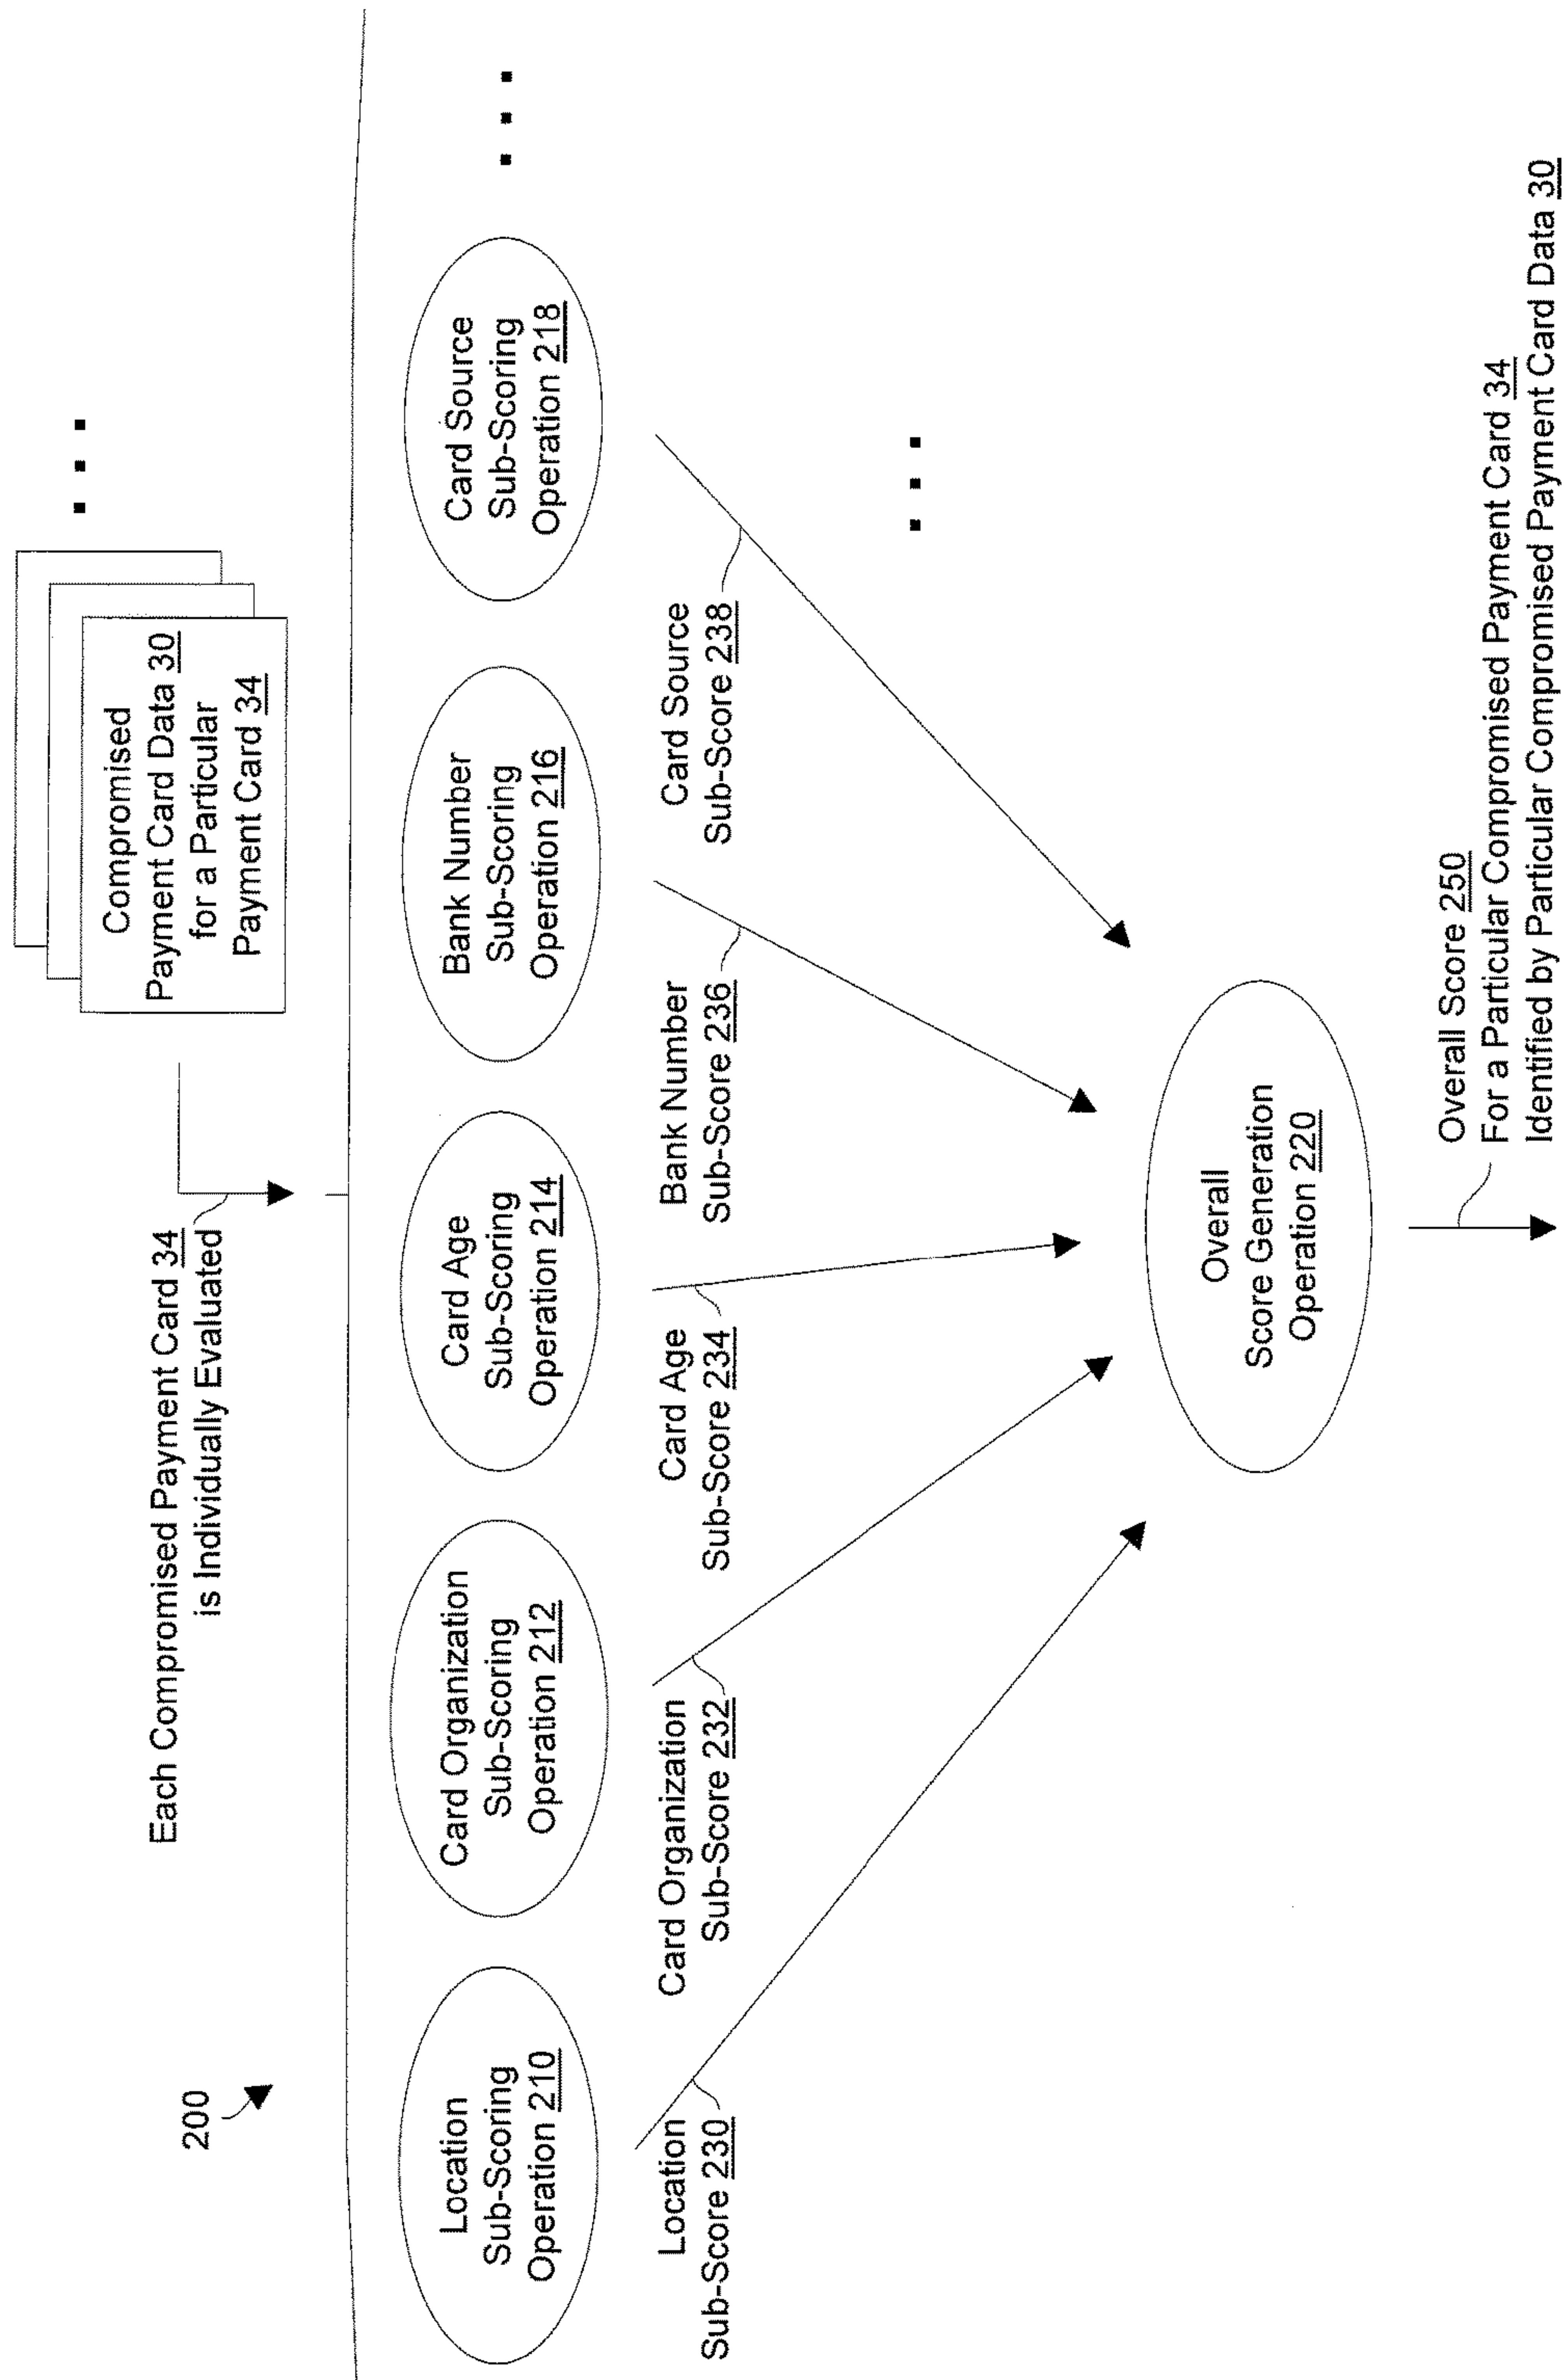 200
Each Compromised Payment Card 34
is Individually Evaluated
Compromised
Payment Card Data 30
for a Particular
Payment Card 34
Location
Sub-Scoring
Operation 210
Card Organization
Sub-Scoring
Operation 212
Card Age
Sub-Scoring
Operation 214
Bank Number
Sub-Scoring
Operation 216
Card Source
Sub-Scoring
Operation 218
Location
Sub-Score 230
Card Organization
Sub-Score 232
Card Age
Sub-Score 234
Bank Number
Sub-Score 236
Card Source
Sub-Score 238
Overall
Score Generation
Operation 220
Overall Score 250
For a Particular Compromised Payment Card 34
Identified by Particular Compromised Payment Card Data 30